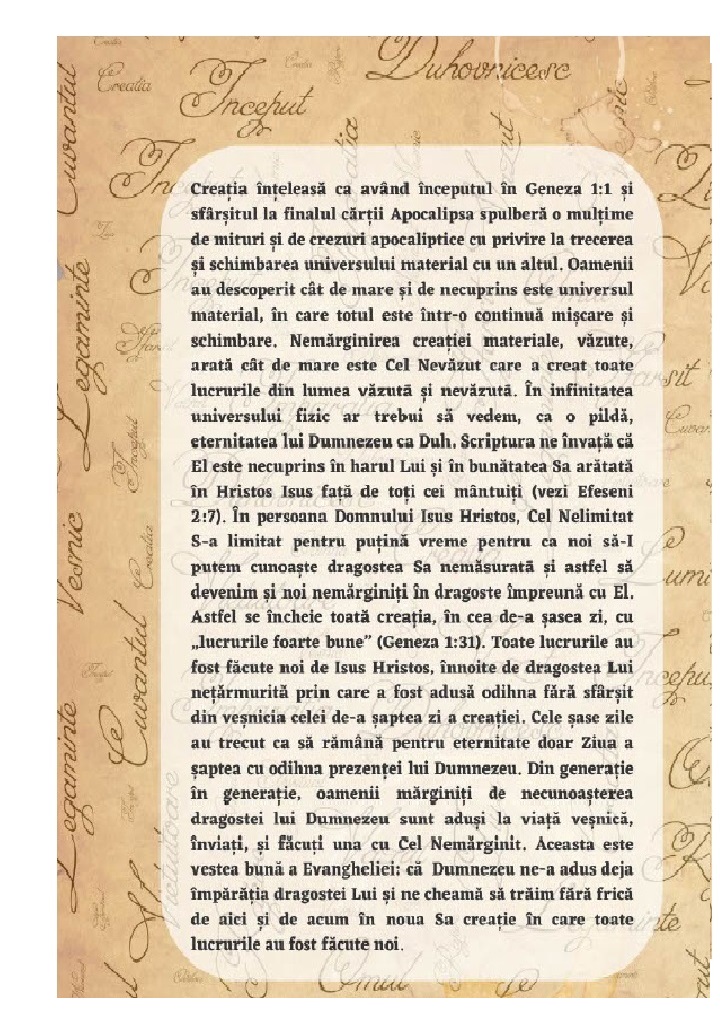 Creația înțeleasă ca având începutul în Geneza 1:1 și
sfârșitul la finalul cărții Apocalipsa spulberă o mulțime
de mituri și de crezuri apocaliptice cu privire la trecerea
și schimbarea universului material cu un altul. Oamenii
au descoperit cât de mare și de necuprins este universul
material, în care totul este într-o continuă mișcare și
schimbare. Nemărginirea creației materiale, văzute,
arată cât de mare este Cel Nevăzut care a creat toate
lucrurile din lumea văzută și nevăzută. În infinitatea
universului fizic ar trebui să vedem, ca o pildă,
eternitatea lui Dumnezeu ca Duh. Scriptura ne învață că
El este necuprins în harul Lui și în bunătatea Sa arătată
în Hristos Isus față de toți cei mântuiți (vezi Efeseni
2:7). În persoana Domnului Isus Hristos, Cel Nelimitat
S-a limitat pentru puțină vreme pentru ca noi să-I
putem cunoaște dragostea Sa nemăsurată și astfel să
devenim și noi nemărginiți în dragoste împreună cu El.
Astfel se încheie toată creația, în cea de-a șasea zi, cu
„lucrurile foarte bune” (Geneza 1:31). Toate lucrurile au
fost făcute noi de Isus Hristos, înnoite de dragostea Lui
nețărmurită prin care a fost adusă odihna fără sfârșit
din veșnicia celei de-a șaptea zi a creației. Cele șase zile
au trecut ca să rămână pentru eternitate doar Ziua a
șaptea cu odihna prezenței lui Dumnezeu. Din generație
în generație, oamenii mărginiți de necunoașterea
dragostei lui Dumnezeu sunt aduși la viață veșnică,
înviați, și făcuți una cu Cel Nemărginit. Aceasta este
vestea bună a Evangheliei: că Dumnezeu ne-a adus deja
împărăția dragostei Lui și ne cheamă să trăim fără frică
de aici și de acum în noua Sa creație în care toate
lucrurile au fost făcute noi.
Duhovnicesc
Creatia
Inceput
Cuvantul
Legaminte
Vesnic
Cuvantul
Legaminte
Omul